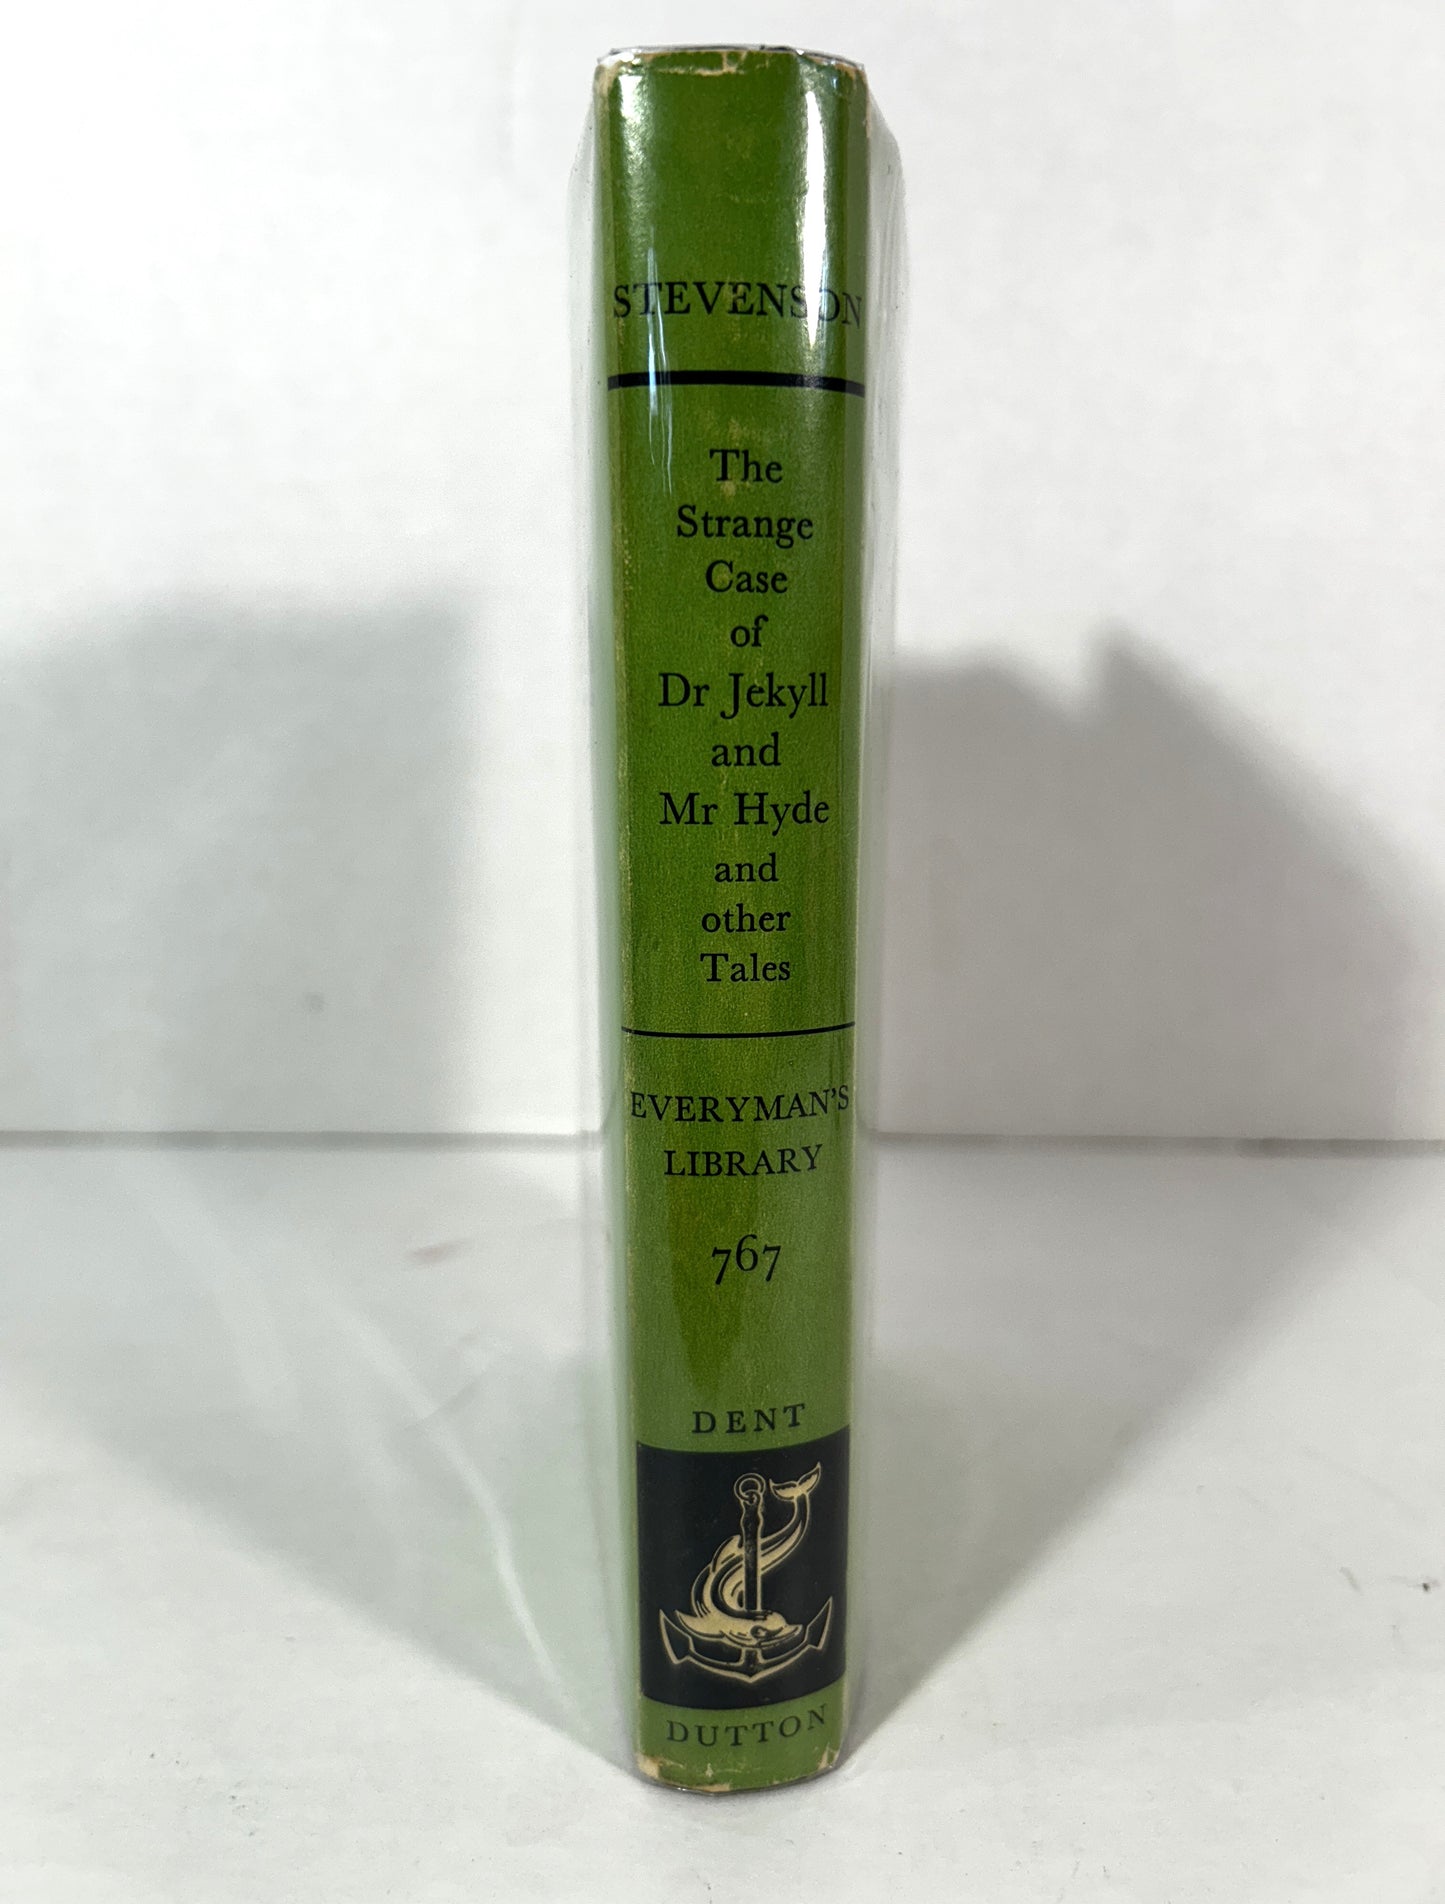 STEVENSON
The
Strange
Case
of
Dr Jekyll
and
Mr Hyde
and
other
Tales
EVERYMAN'S
LIBRARY
767
DENT
DUTTON